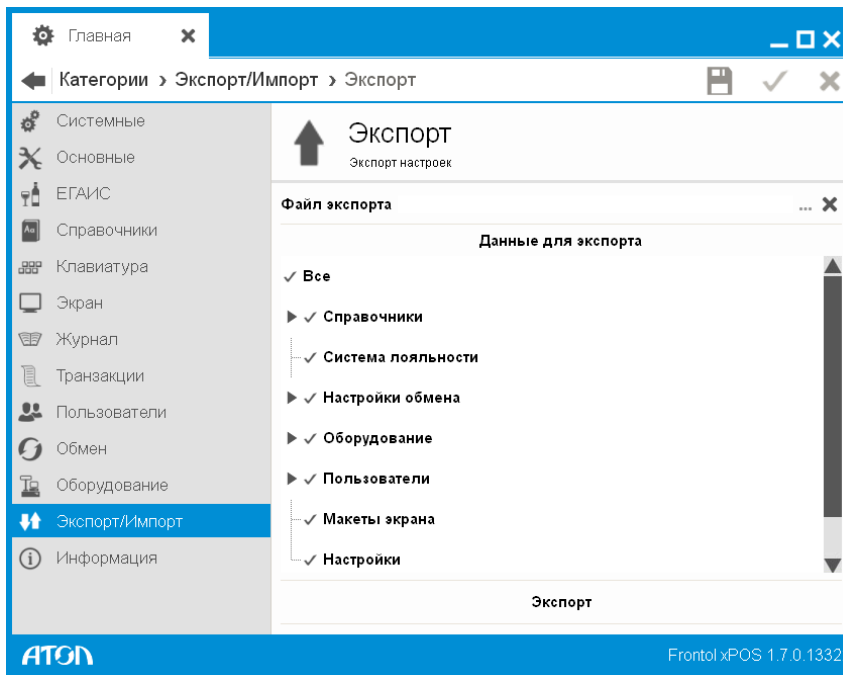 Главная
Категории › Экспорт/Импорт › Экспорт
Системные
Основные
ЕГАИС
Справочники
Клавиатура
Экран
Журнал
Транзакции
Пользователи
Обмен
Оборудование
Экспорт/Импорт
Информация
Экспорт
Экспорт настроек
Файл экспорта ...
Данные для экспорта
Все
Справочники
Система лояльности
Настройки обмена
Оборудование
Пользователи
Макеты экрана
Настройки
Экспорт
АТОЛ
Frontol xPOS 1.7.0.1332